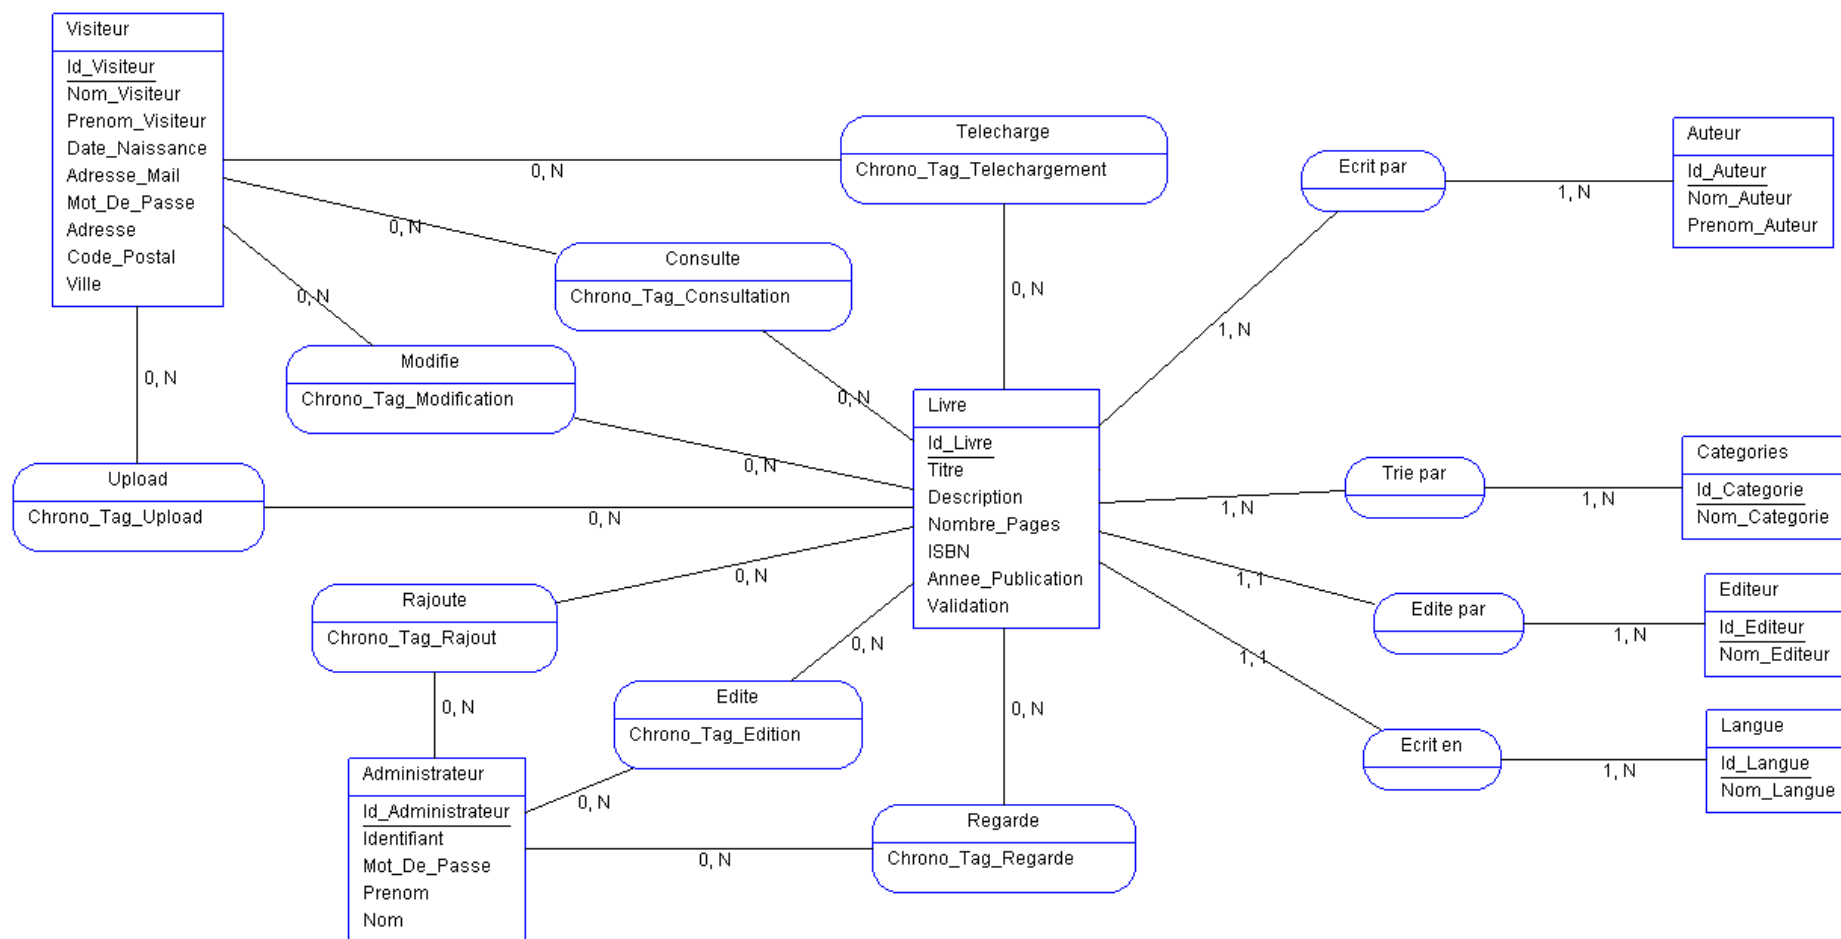 Visiteur
Id_Visiteur
Nom_Visiteur
Prenom_Visiteur
Date_Naissance
Adresse_Mail
Mot_De_Passe
Adresse
Code_Postal
Ville
0, N
Telecharge
Chrono_Tag_Telechargement
0, N
0, N
Consulte
Chrono_Tag_Consultation
0, N
0, N
Modifie
Chrono_Tag_Modification
0, N
0, N
Upload
Chrono_Tag_Upload
0, N
Ecrit par
1, N
1, N
Auteur
Id_Auteur
Nom_Auteur
Prenom_Auteur
Livre
Id_Livre
Titre
Description
Nombre_Pages
ISBN
Annee_Publication
Validation
1, N
Trie par
1, N
Categories
Id_Categorie
Nom_Categorie
1, 1
Edite par
1, N
Editeur
Id_Editeur
Nom_Editeur
1, 1
Ecrit en
1, N
Langue
Id_Langue
Nom_Langue
0, N
Rajoute
Chrono_Tag_Rajout
0, N
0, N
Edite
Chrono_Tag_Edition
0, N
0, N
Regarde
Chrono_Tag_Regarde
0, N
Administrateur
Id_Administrateur
Identifiant
Mot_De_Passe
Prenom
Nom